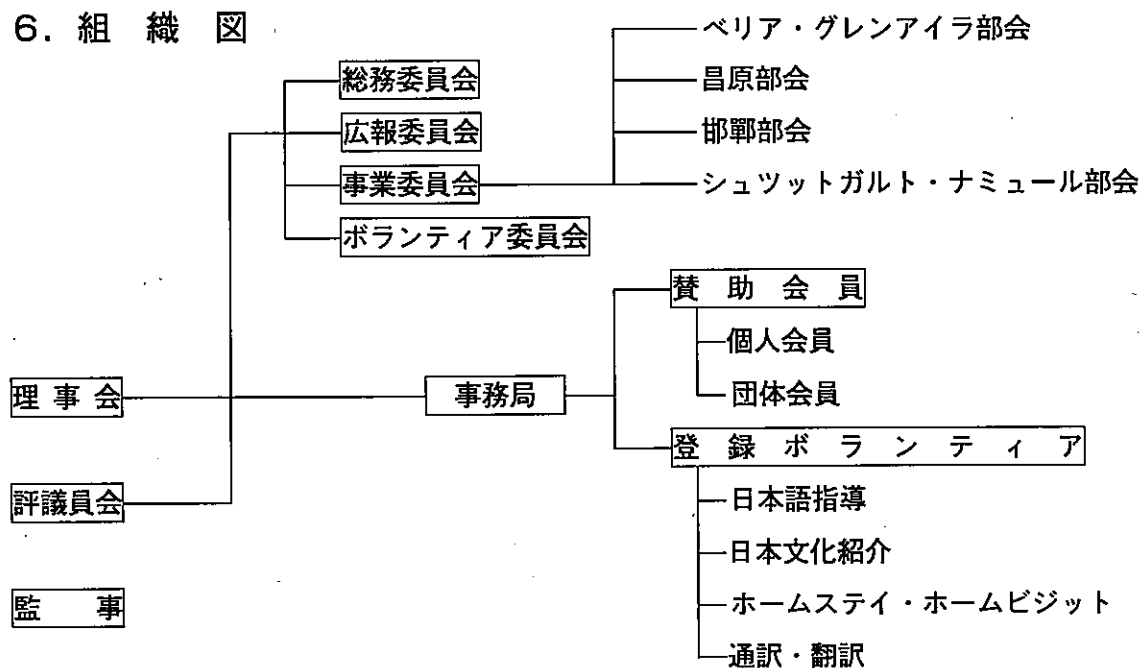 6. 組織図
総務委員会
広報委員会
事業委員会
ボランティア委員会
ベリア・グレンアイラ部会
昌原部会
邯鄲部会
シュツットガルト・ナミュール部会
理事会
評議員会
監事
事務局
賛助会員
個人会員
団体会員
登録ボランティア
日本語指導
日本文化紹介
ホームステイ・ホームビジット
通訳・翻訳